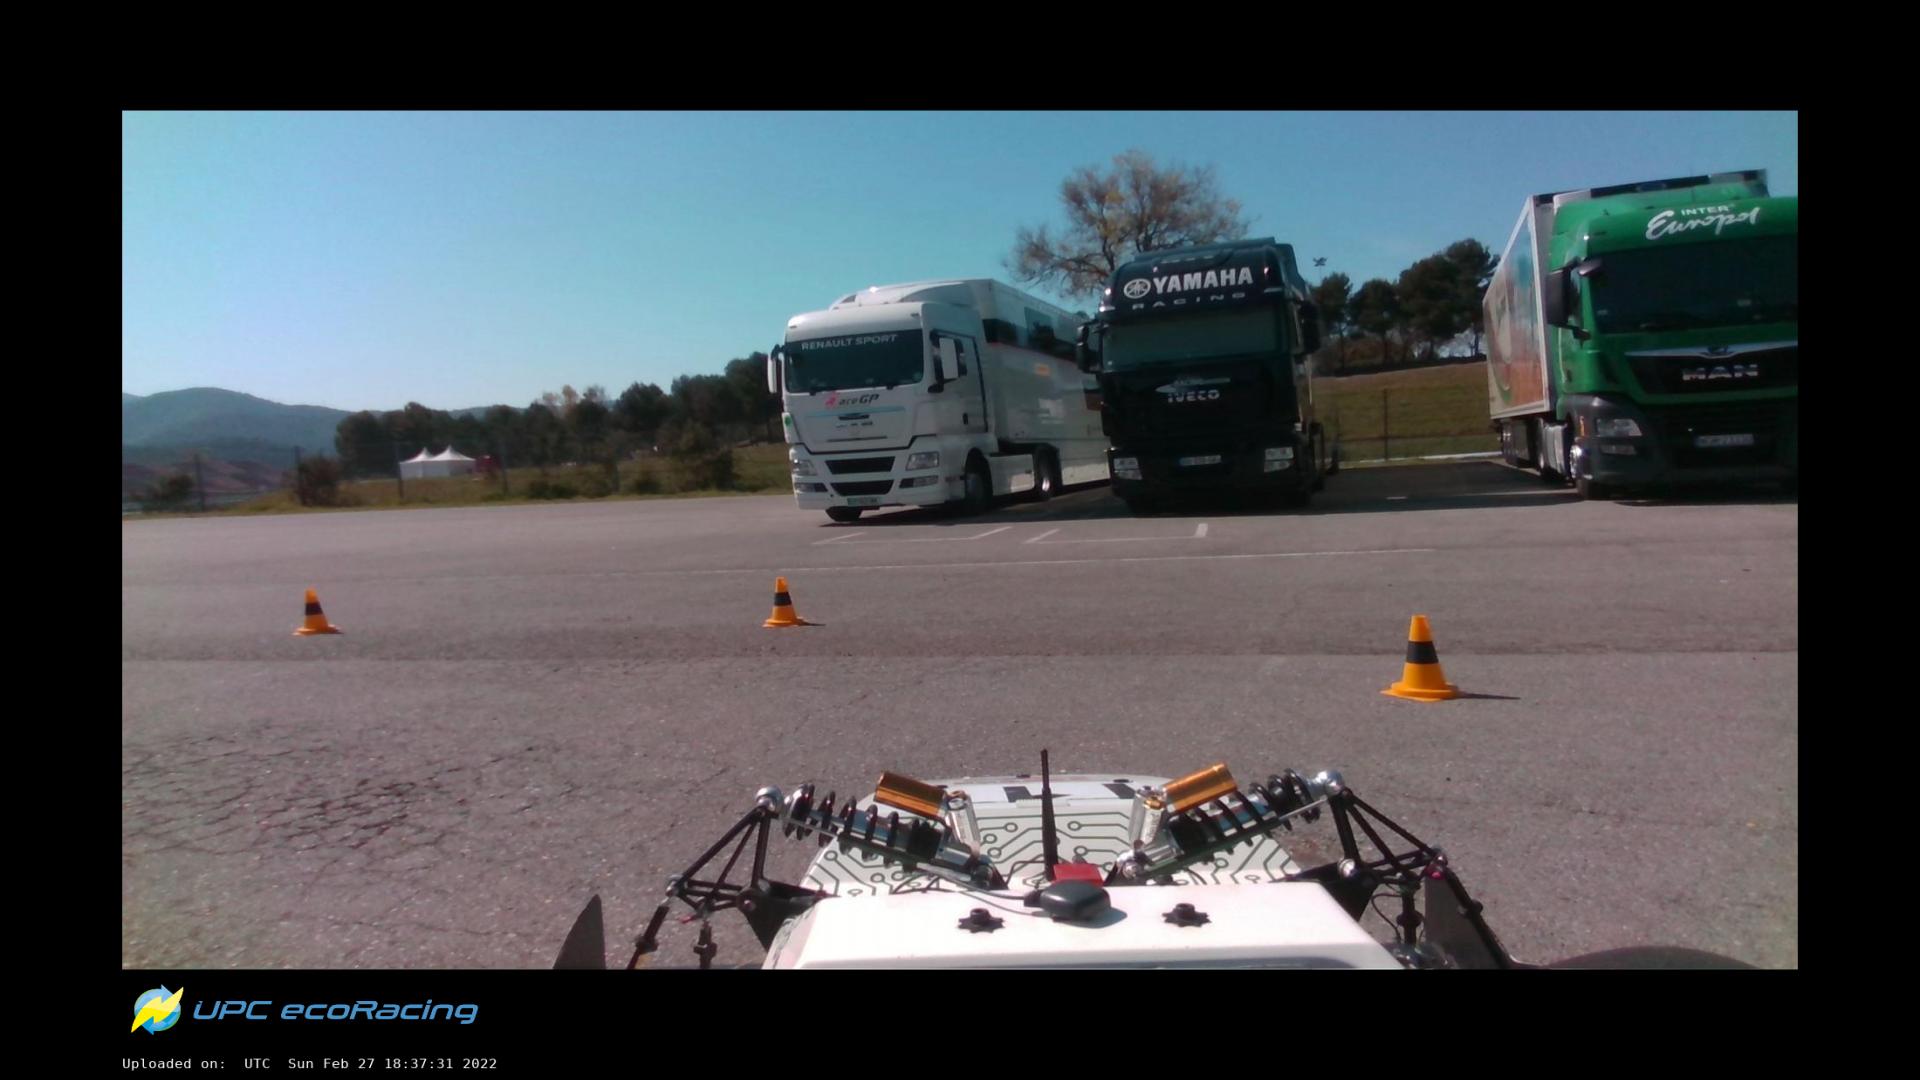 INTER
Europol
YAMAHA
RACING
RENAULT SPORT
RaceGP
IVECO
MAN
UPC ecoRacing
Uploaded on:  UTC  Sun Feb 27 18:37:31 2022